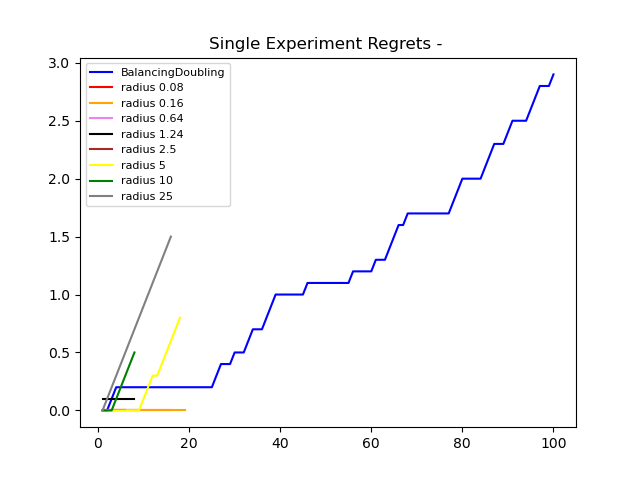 Single Experiment Regrets -
3.0
2.5
2.0
1.5
1.0
0.5
0.0
BalancingDoubling
radius 0.08
radius 0.16
radius 0.64
radius 1.24
radius 2.5
radius 5
radius 10
radius 25
0 20 40 60 80 100